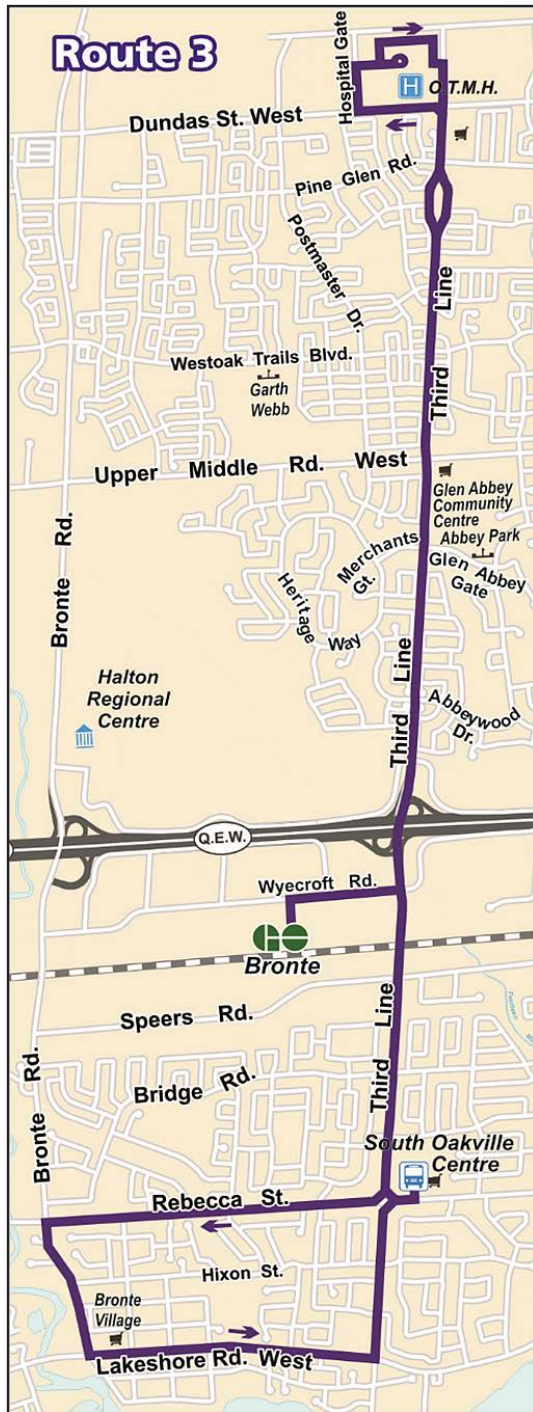 Route 3
Hospital Gate
H
O.T.M.H.
Dundas St. West
Pine Glen Rd.
Postmaster Dr.
Third Line
Westoak Trails Blvd.
Garth
Webb
Upper Middle Rd. West
Glen Abbey
Community
Centre
Abbey Park
Merchants
Gt.
Glen Abbey
Gate
Bronte Rd.
Heritage Way
Third Line
Halton
Regional
Centre
Abbeywood
Dr.
Q.E.W.
Wyecroft Rd.
GO
Bronte
Speers Rd.
Third Line
Bridge Rd.
Bronte Rd.
South Oakville
Centre
Rebecca St.
Hixon St.
Bronte
Village
Lakeshore Rd. West